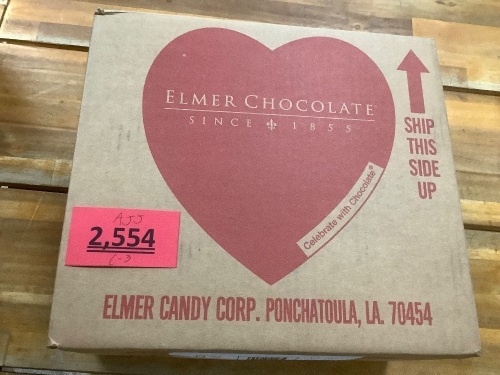 ELMER CHOCOLATE®
SINCE ⚜ 1855
SHIP
THIS
SIDE
UP
Celebrate with Chocolate®
AJJ
2,554
ELMER CANDY CORP. PONCHATOULA, LA. 70454